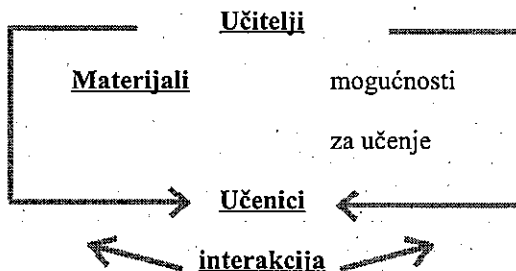 Učitelji
Materijali mogućnosti
za učenje
Učenici
interakcija